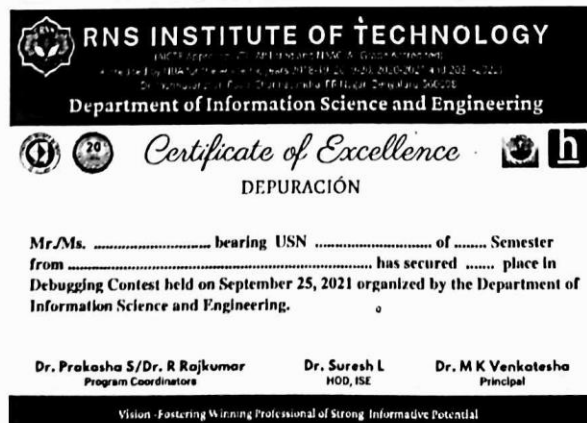 RNS INSTITUTE OF TECHNOLOGY
Department of Information Science and Engineering
20
Certificate of Excellence
h
DEPURACIÓN
Mr./Ms. ............................ bearing USN ............................ of ........ Semester
from .................................................................... has secured ....... place in
Debugging Contest held on September 25, 2021 organized by the Department of
Information Science and Engineering.
Dr. Prakasha S/Dr. R Rajkumar Dr. Suresh L Dr. M K Venkatesha
Program Coordinators HOD, ISE Principal
Vision -Fostering Winning Professional of Strong Informative Potential